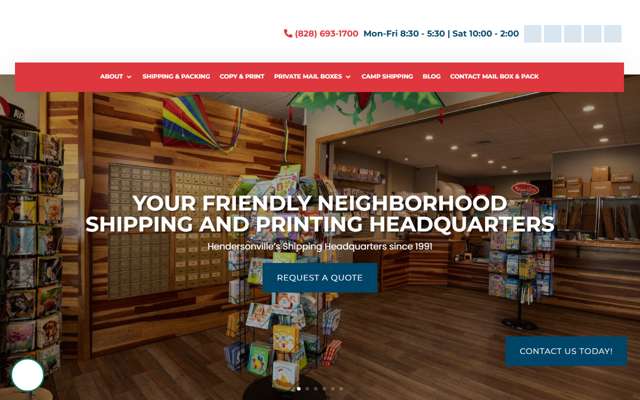 (828) 693-1700 Mon-Fri 8:30 - 5:30 | Sat 10:00 - 2:00
ABOUT SHIPPING & PACKING COPY & PRINT PRIVATE MAIL BOXES CAMP SHIPPING BLOG CONTACT MAIL BOX & PACK
YOUR FRIENDLY NEIGHBORHOOD
SHIPPING AND PRINTING HEADQUARTERS
Hendersonville's Shipping Headquarters since 1991
REQUEST A QUOTE
CONTACT US TODAY!